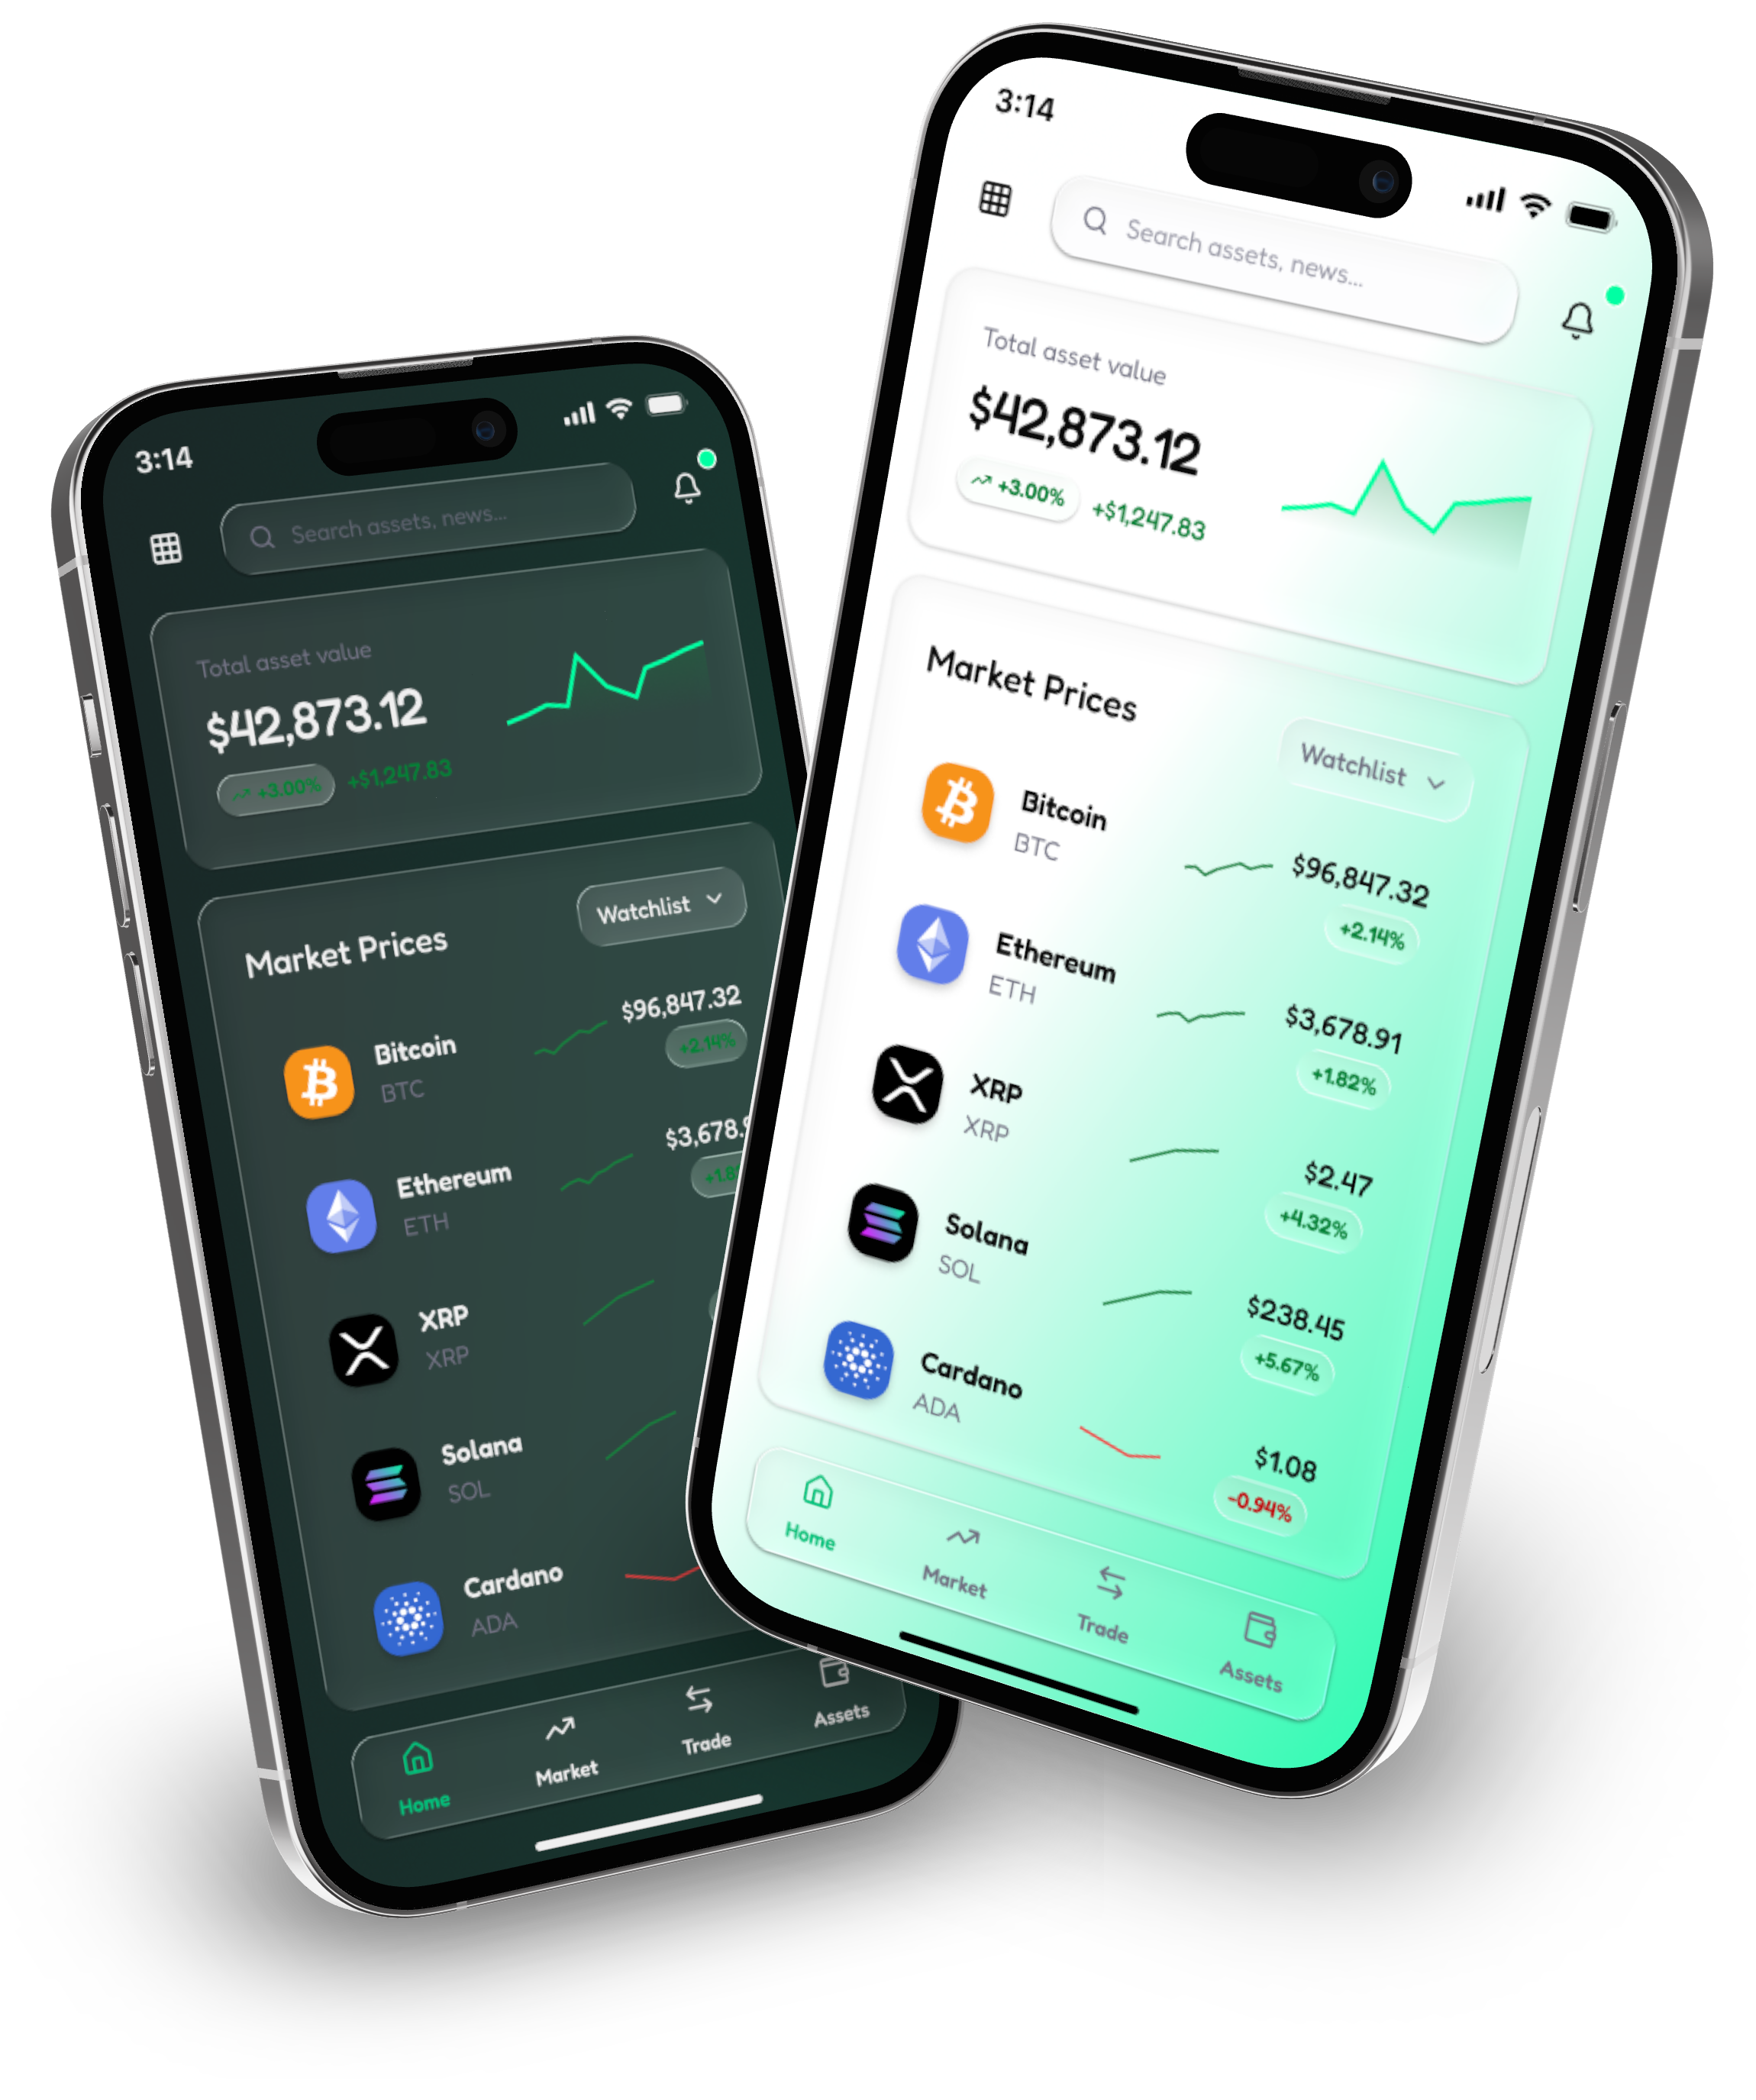 3:14
Search assets, news...
Total asset value
$42,873.12
+3.00% +$1,247.83
Market Prices
Watchlist
Bitcoin
BTC
$96,847.32
+2.14%
Ethereum
ETH
$3,678.9
+1.8
XRP
XRP
Solana
SOL
Cardano
ADA
Home
Market
Trade
Assets
3:14
Search assets, news...
Total asset value
$42,873.12
+3.00% +$1,247.83
Market Prices
Watchlist
Bitcoin
BTC
$96,847.32
+2.14%
Ethereum
ETH
$3,678.91
+1.82%
XRP
XRP
$2.47
+4.32%
Solana
SOL
$238.45
+5.67%
Cardano
ADA
$1.08
-0.94%
Home
Market
Trade
Assets